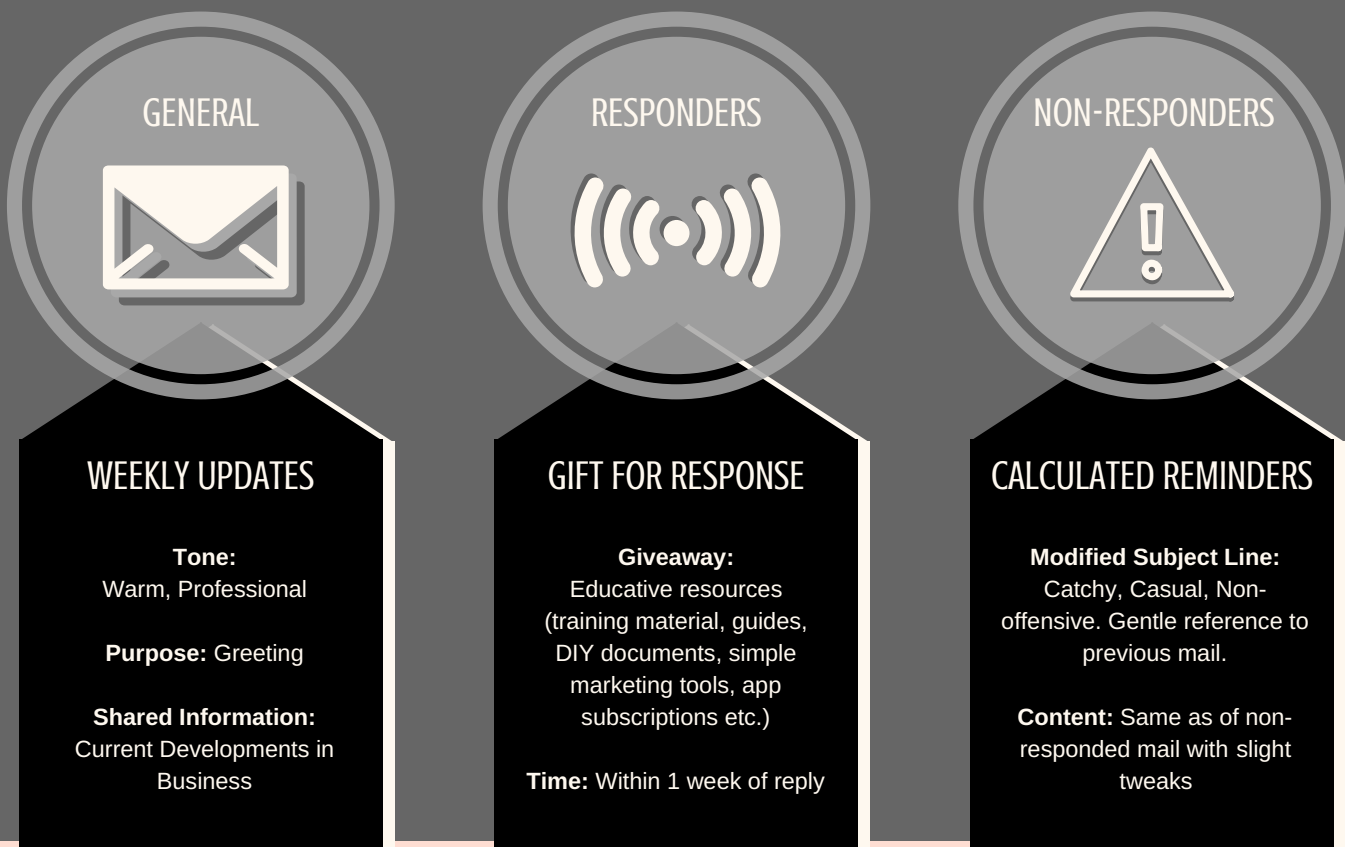 GENERAL
WEEKLY UPDATES
Tone:
Warm, Professional
Purpose: Greeting
Shared Information:
Current Developments in
Business
RESPONDERS
GIFT FOR RESPONSE
Giveaway:
Educative resources
(training material, guides,
DIY documents, simple
marketing tools, app
subscriptions etc.)
Time: Within 1 week of reply
NON-RESPONDERS
CALCULATED REMINDERS
Modified Subject Line:
Catchy, Casual, Non-
offensive. Gentle reference to
previous mail.
Content: Same as of non-
responded mail with slight
tweaks